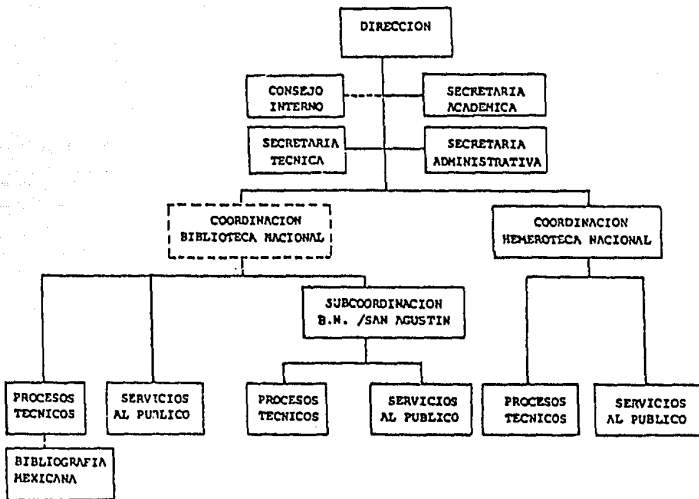 DIRECCION
CONSEJO
INTERNO
SECRETARIA
ACADEMICA
SECRETARIA
TECNICA
SECRETARIA
ADMINISTRATIVA
COORDINACION
BIBLIOTECA NACIONAL
COORDINACION
HEMEROTECA NACIONAL
SUBCOORDINACION
B.N. /SAN AGUSTIN
PROCESOS
TECNICOS
SERVICIOS
AL PUBLICO
PROCESOS
TECNICOS
SERVICIOS
AL PUBLICO
PROCESOS
TECNICOS
SERVICIOS
AL PUBLICO
BIBLIOGRAFIA
MEXICANA